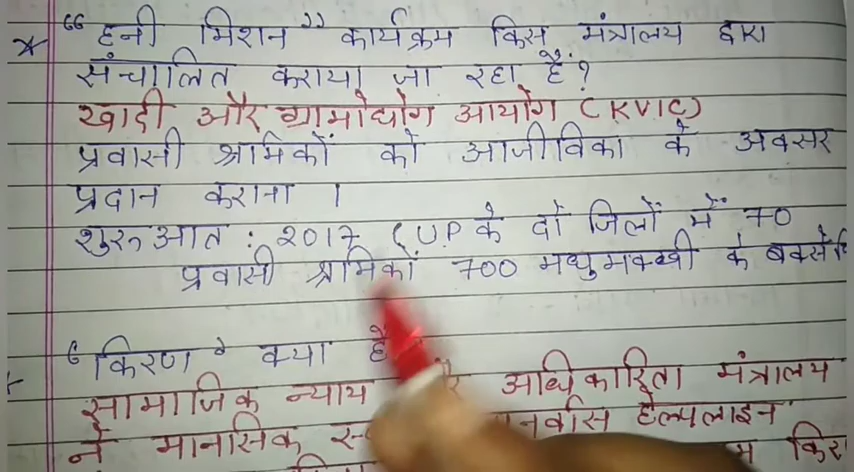 * “ हनी मिशन ” कार्यक्रम किस मंत्रालय द्वारा
संचालित कराया जा रहा है?
खादी और ग्रामोद्योग आयोग (KVIC)
प्रवासी श्रमिकों को आजीविका के अवसर
प्रदान कराना ।
शुरुआत : 2017 (U.P के दो जिलों में 70
प्रवासी श्रमिकों 700 मधुमक्खी के बक्से
‘ किरण ’ क्या है
सामाजिक न्याय और अधिकारिता मंत्रालय
ने मानसिक हेल्पलाइन